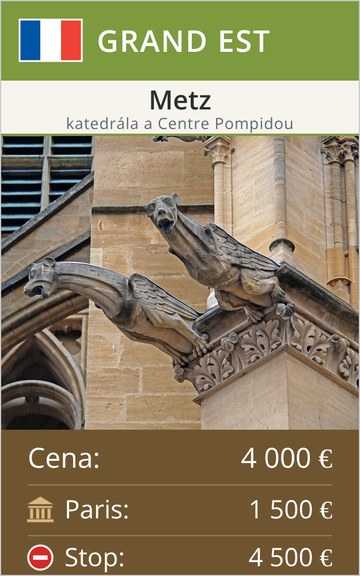 GRAND EST
Metz
katedrála a Centre Pompidou
Cena: 4 000 €
Paris: 1 500 €
Stop: 4 500 €